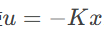 u = −Kx